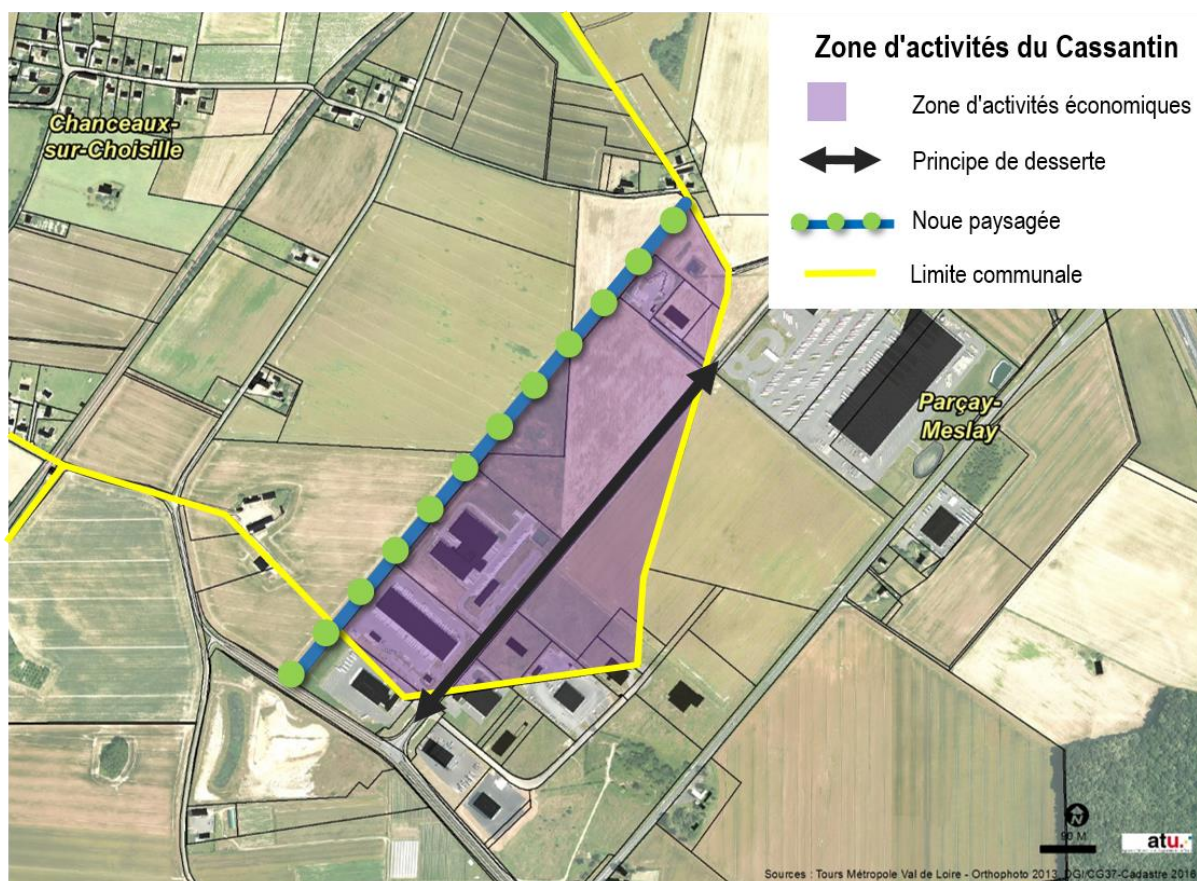 Zone d'activités du Cassantin
Zone d'activités économiques
Principe de desserte
Noue paysagée
Limite communale
Chanceaux-
sur-Choisille
Parçay-
Meslay
N
90 M
atu.
Sources : Tours Métropole Val de Loire - Orthophoto 2013_DGI/CG37-Cadastre 2018